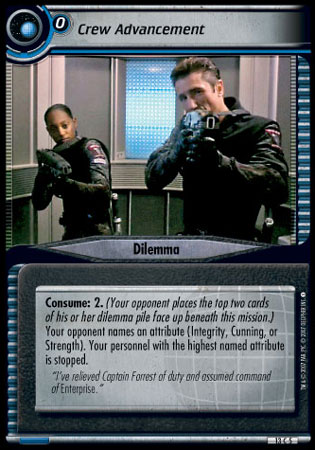 0
Crew Advancement
Dilemma
Consume: 2. (Your opponent places the top two cards
of his or her dilemma pile face up beneath this mission.)
Your opponent names an attribute (Integrity, Cunning, or
Strength). Your personnel with the highest named attribute
is stopped.
"I've relieved Captain Forrest of duty and assumed command
of Enterprise."
13 C 5